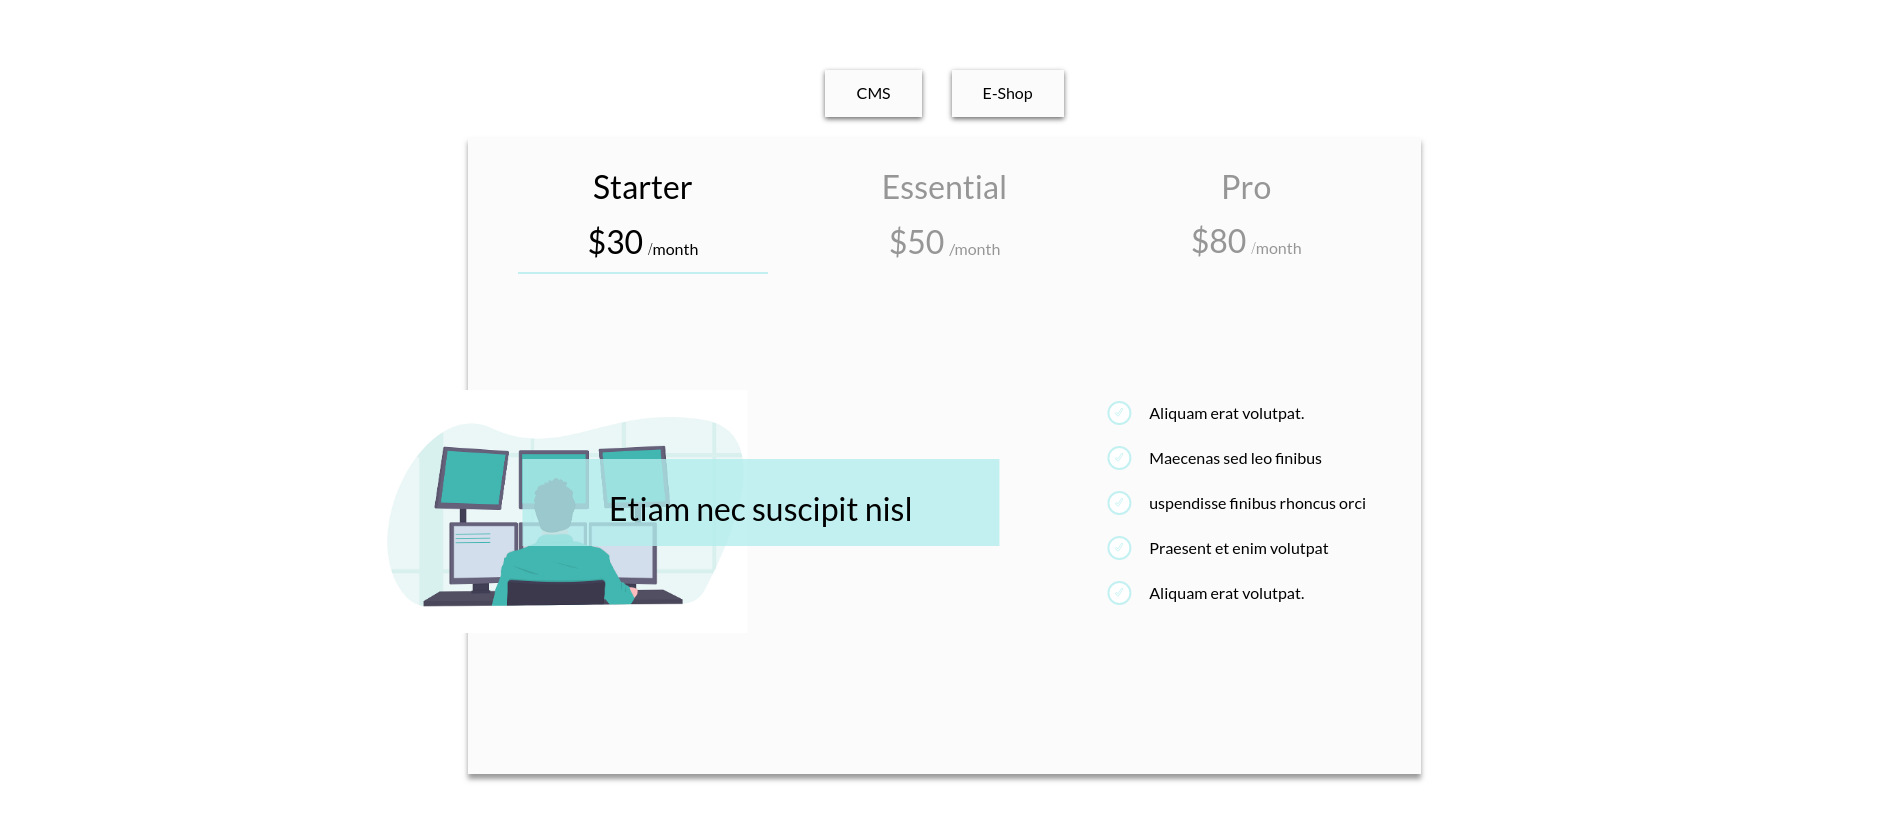 CMS
E-Shop
Starter
Essential
Pro
$30 /month
$50 /month
$80 /month
Etiam nec suscipit nisl
Aliquam erat volutpat.
Maecenas sed leo finibus
uspendisse finibus rhoncus orci
Praesent et enim volutpat
Aliquam erat volutpat.